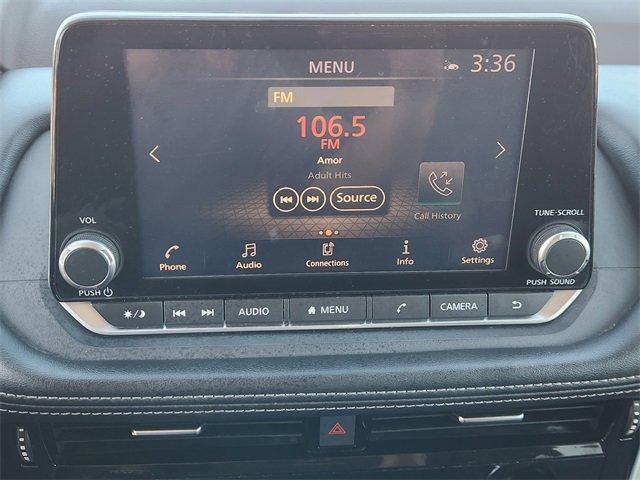 MENU
3:36
FM
106.5
FM
Amor
Adult Hits
Source
Call History
Phone
Audio
Connections
Info
Settings
VOL
PUSH
TUNE·SCROLL
PUSH SOUND
AUDIO
MENU
CAMERA